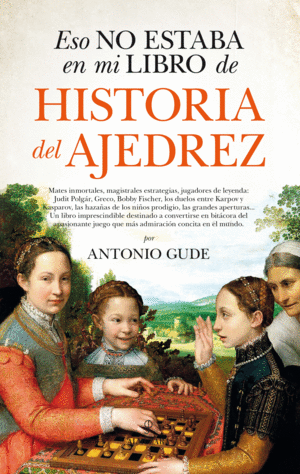 Eso NO ESTABA
en mi LIBRO de
HISTORIA
del AJEDREZ
Mates inmortales, magistrales estrategias, jugadores de leyenda:
Judit Polgár, Greco, Bobby Fischer, los duelos entre Karpov y
Kasparov, las hazañas de los niños prodigio, las grandes aperturas...
Un libro imprescindible destinado a convertirse en bitácora del
apasionante juego que más admiración concita en el mundo.
por
ANTONIO GUDE